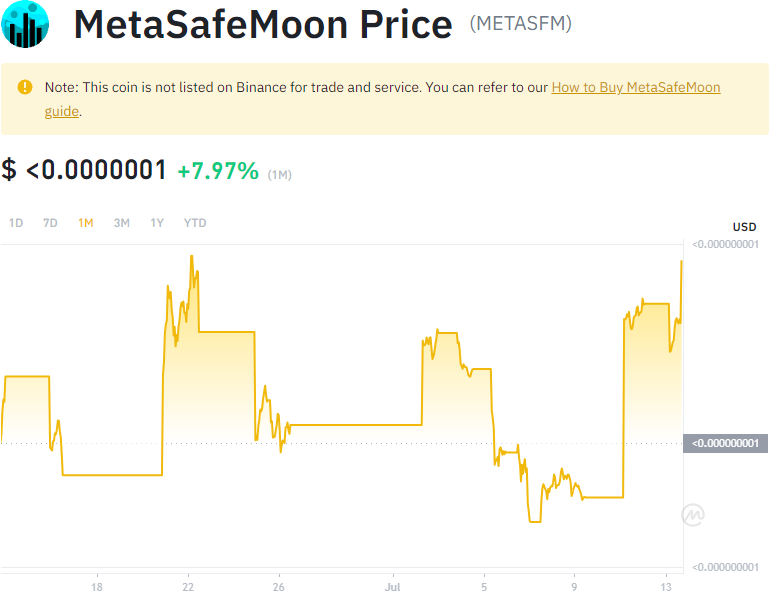 MetaSafeMoon Price (METASFM)
Note: This coin is not listed on Binance for trade and service. You can refer to our How to Buy MetaSafeMoon
guide.
$ <0.0000001 +7.97% (1M)
1D 7D 1M 3M 1Y YTD
USD
<0.000000001
<0.000000001
<0.000000001
18 22 26 Jul 5 9 13